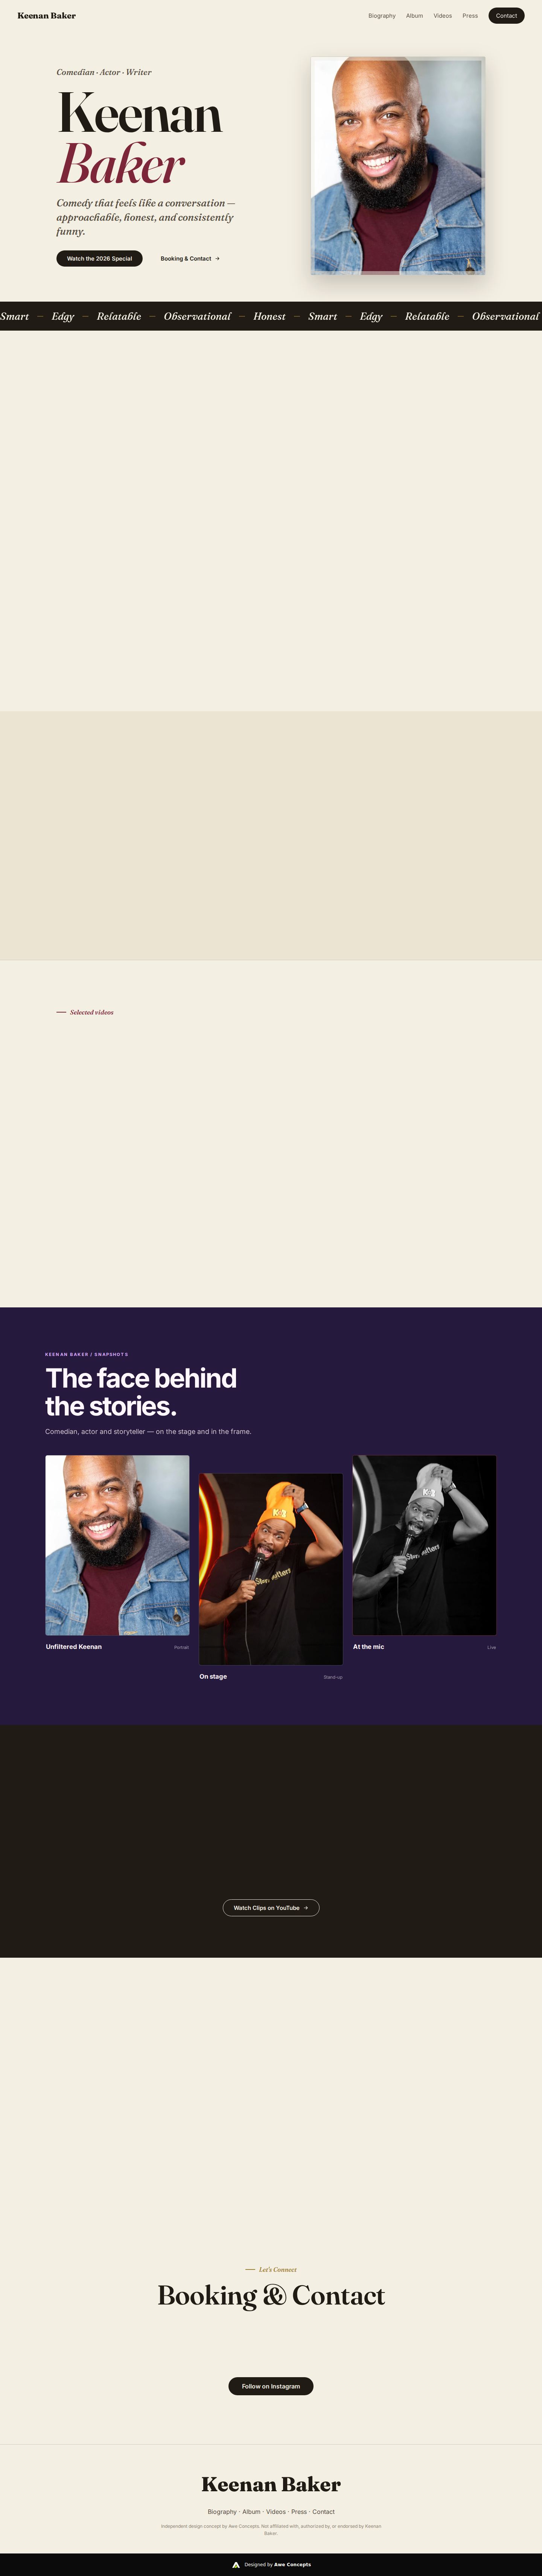 Keenan Baker
Biography Album Videos Press Contact
Comedian · Actor · Writer
Keenan
Baker
Comedy that feels like a conversation —
approachable, honest, and consistently
funny.
Watch the 2026 Special
Booking & Contact →
Smart — Edgy — Relatable — Observational — Honest — Smart — Edgy — Relatable — Observational
— Selected videos
KEENAN BAKER / SNAPSHOTS
The face behind
the stories.
Comedian, actor and storyteller — on the stage and in the frame.
Unfiltered Keenan
Portrait
On stage
Stand-up
At the mic
Live
Watch Clips on YouTube →
— Let's Connect
Booking & Contact
Follow on Instagram
Keenan Baker
Biography · Album · Videos · Press · Contact
Independent design concept by Awe Concepts. Not affiliated with, authorized by, or endorsed by Keenan
Baker.
Designed by Awe Concepts